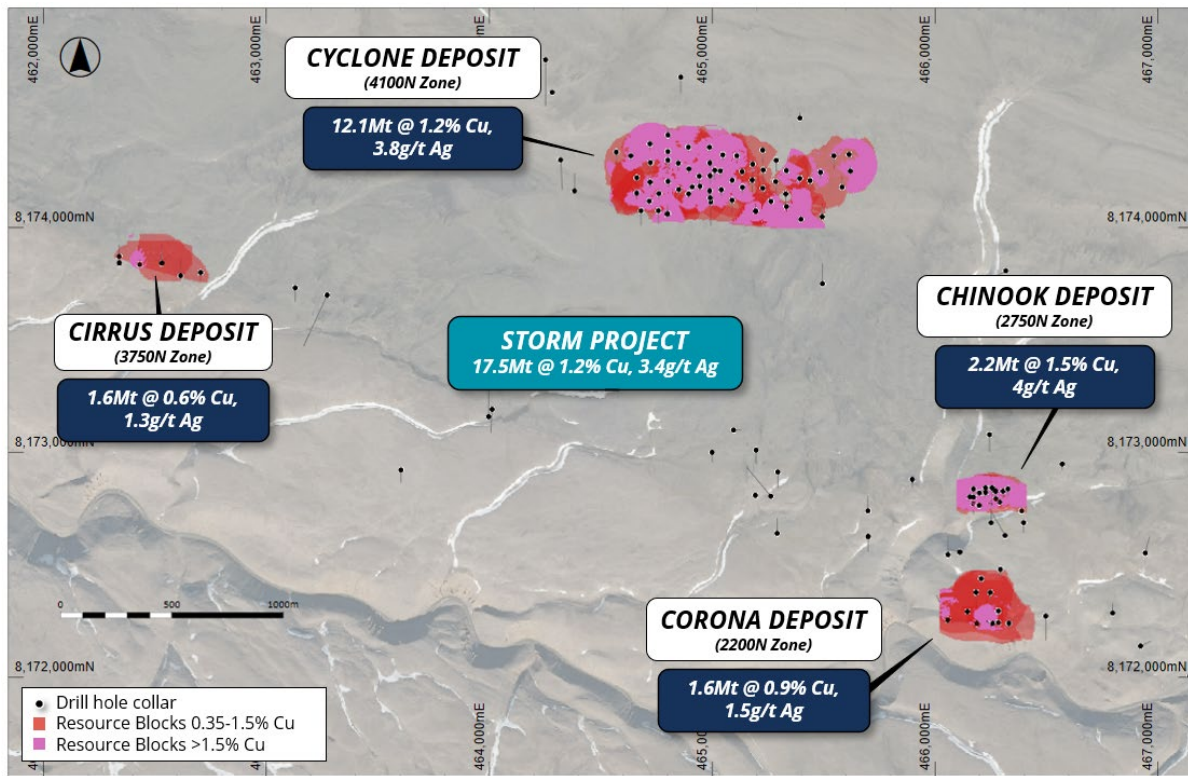 462,000mE
463,000mE
465,000mE
466,000mE
467,000mE
CYCLONE DEPOSIT
(4100N Zone)
12.1Mt @ 1.2% Cu,
3.8g/t Ag
8,174,000mN
8,174,000mN
CIRRUS DEPOSIT
(3750N Zone)
1.6Mt @ 0.6% Cu,
1.3g/t Ag
STORM PROJECT
17.5Mt @ 1.2% Cu, 3.4g/t Ag
CHINOOK DEPOSIT
(2750N Zone)
2.2Mt @ 1.5% Cu,
4g/t Ag
8,173,000mN
8,173,000mN
0 500 1000m
CORONA DEPOSIT
(2200N Zone)
1.6Mt @ 0.9% Cu,
1.5g/t Ag
8,172,000mN
8,172,000mN
Drill hole collar
Resource Blocks 0.35-1.5% Cu
Resource Blocks >1.5% Cu
464,000mE
465,000mE
466,000mE
467,000mE